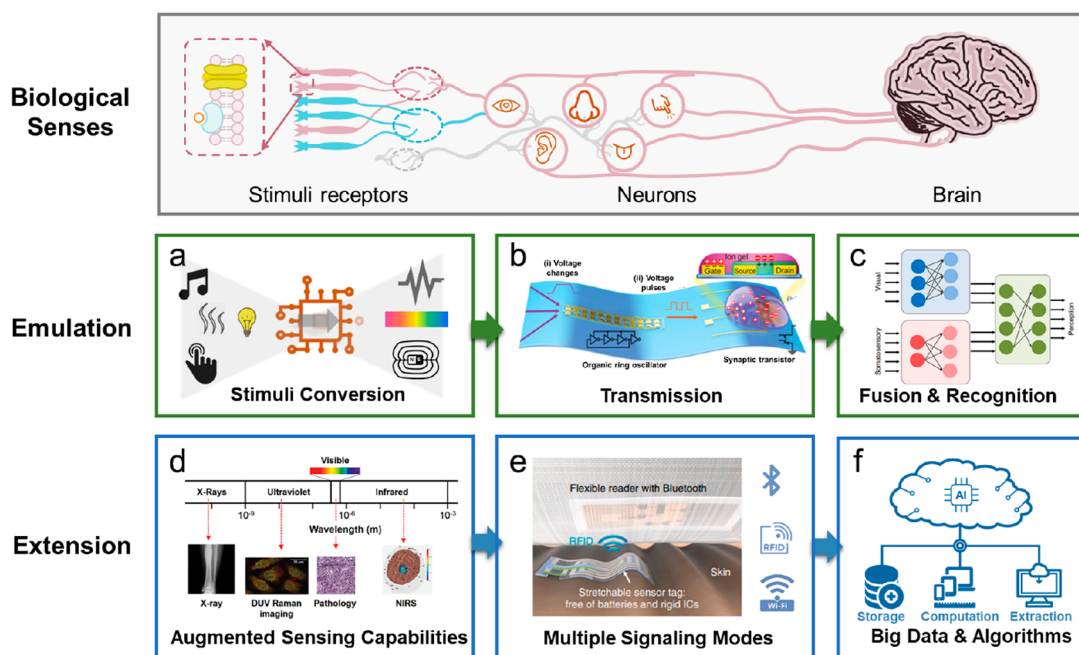 Biological
Senses
Stimuli receptors
Neurons
Brain
Emulation
a
Stimuli Conversion
b
(i) Voltage
changes
(ii) Voltage
pulses
Ion gel
Gate
Source
Drain
Organic ring oscillator
Synaptic transistor
Transmission
c
Visual
Somatosensory
Perception
Fusion & Recognition
Extension
d
Visible
X-Rays
Ultraviolet
Infrared
10-9
10-6
10-3
Wavelength (m)
X-ray
DUV Raman
imaging
Pathology
NIRS
Augmented Sensing Capabilities
e
Flexible reader with Bluetooth
RFID
Skin
Stretchable sensor tag:
free of batteries and rigid ICs
RFID
Wi-Fi
Multiple Signaling Modes
f
AI
Storage
Computation
Extraction
Big Data & Algorithms